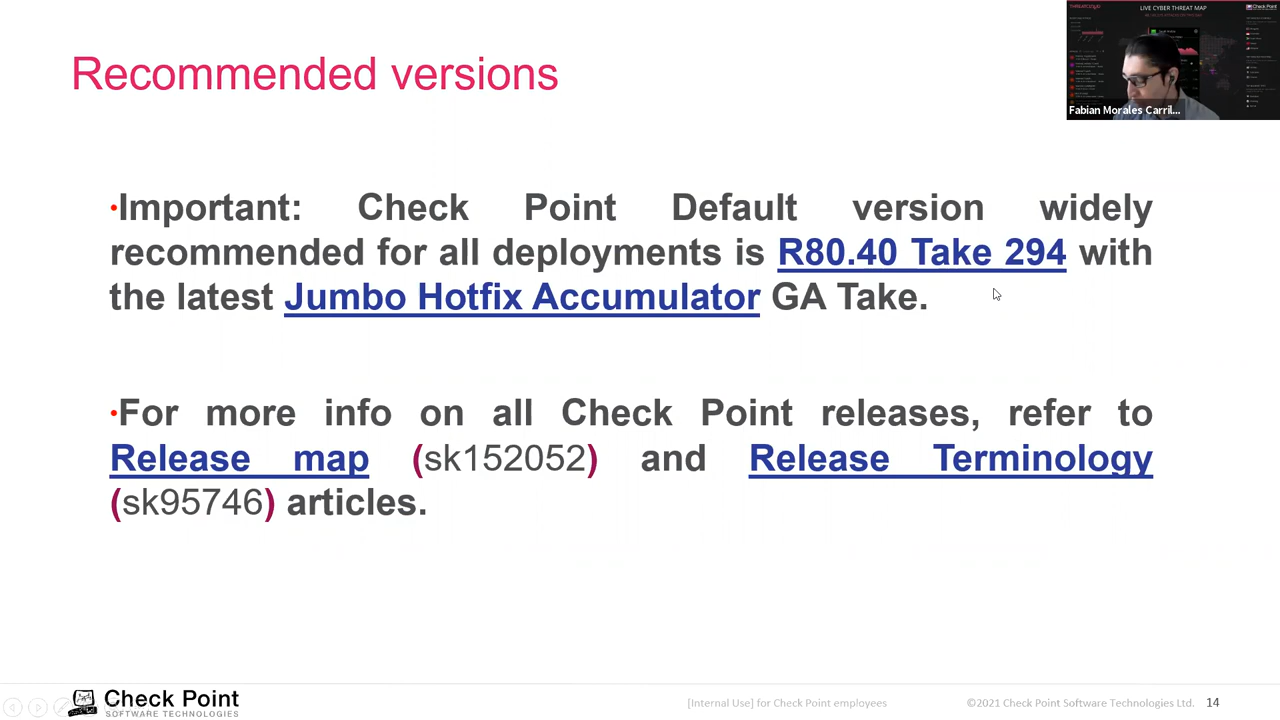 LIVE CYBER THREAT MAP
Check Point
Recommended versions
Fabian Morales Carril...
•Important: Check Point Default version widely
recommended for all deployments is R80.40 Take 294 with
the latest Jumbo Hotfix Accumulator GA Take.
•For more info on all Check Point releases, refer to
Release map (sk152052) and Release Terminology
(sk95746) articles.
Check Point
SOFTWARE TECHNOLOGIES
[Internal Use] for Check Point employees
©2021 Check Point Software Technologies Ltd.
14